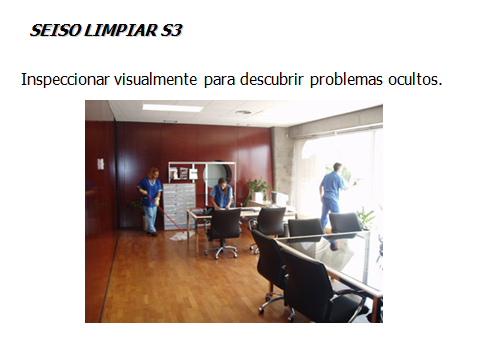 SEISO LIMPIAR S3
Inspeccionar visualmente para descubrir problemas ocultos.